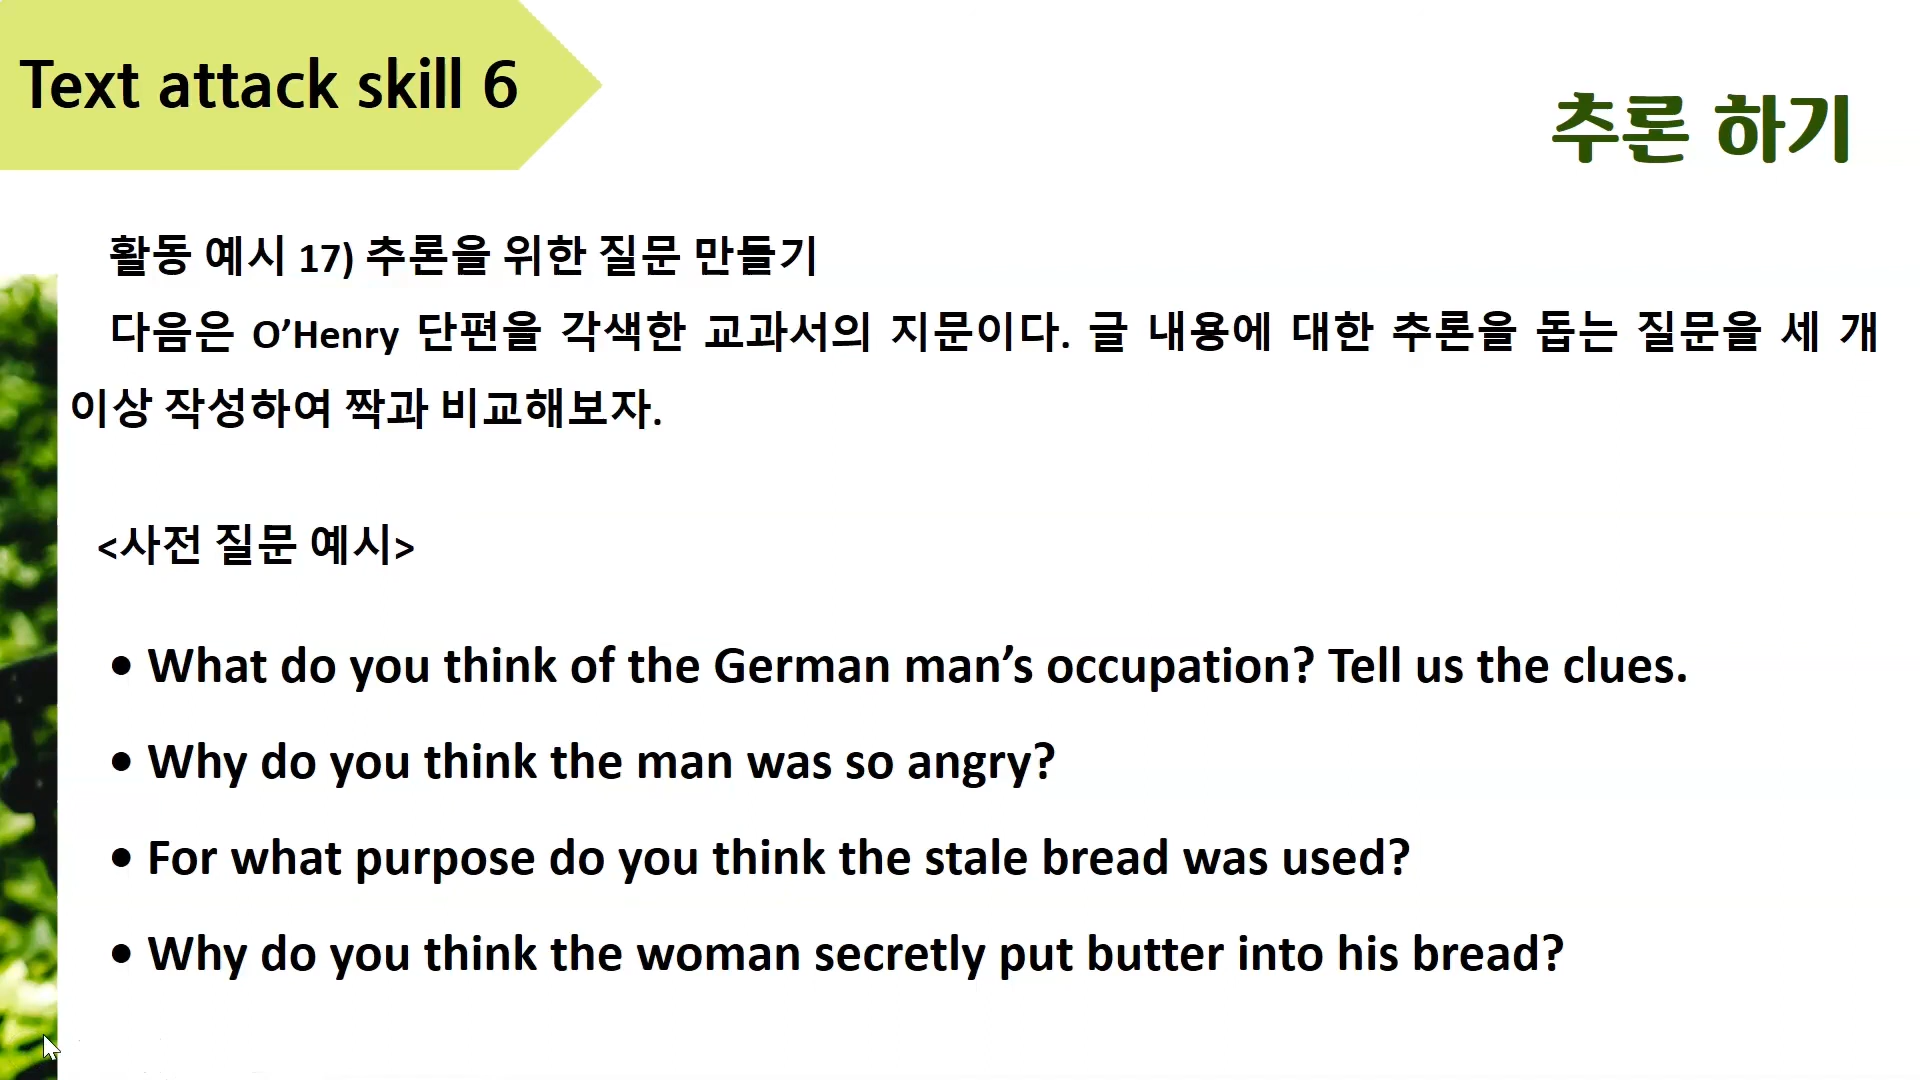 Text attack skill 6
추론 하기
활동 예시 17) 추론을 위한 질문 만들기
다음은 O’Henry 단편을 각색한 교과서의 지문이다. 글 내용에 대한 추론을 돕는 질문을 세 개
이상 작성하여 짝과 비교해보자.
<사전 질문 예시>
• What do you think of the German man’s occupation? Tell us the clues.
• Why do you think the man was so angry?
• For what purpose do you think the stale bread was used?
• Why do you think the woman secretly put butter into his bread?